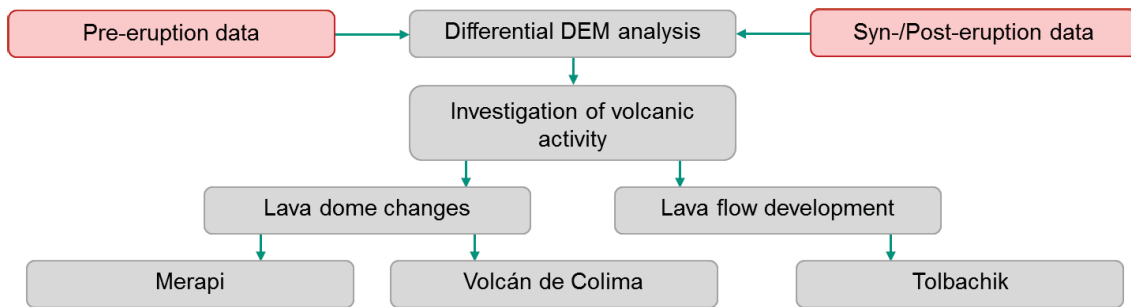 Pre-eruption data
Differential DEM analysis
Syn-/Post-eruption data
Investigation of volcanic
activity
Lava dome changes
Lava flow development
Merapi
Volcán de Colima
Tolbachik